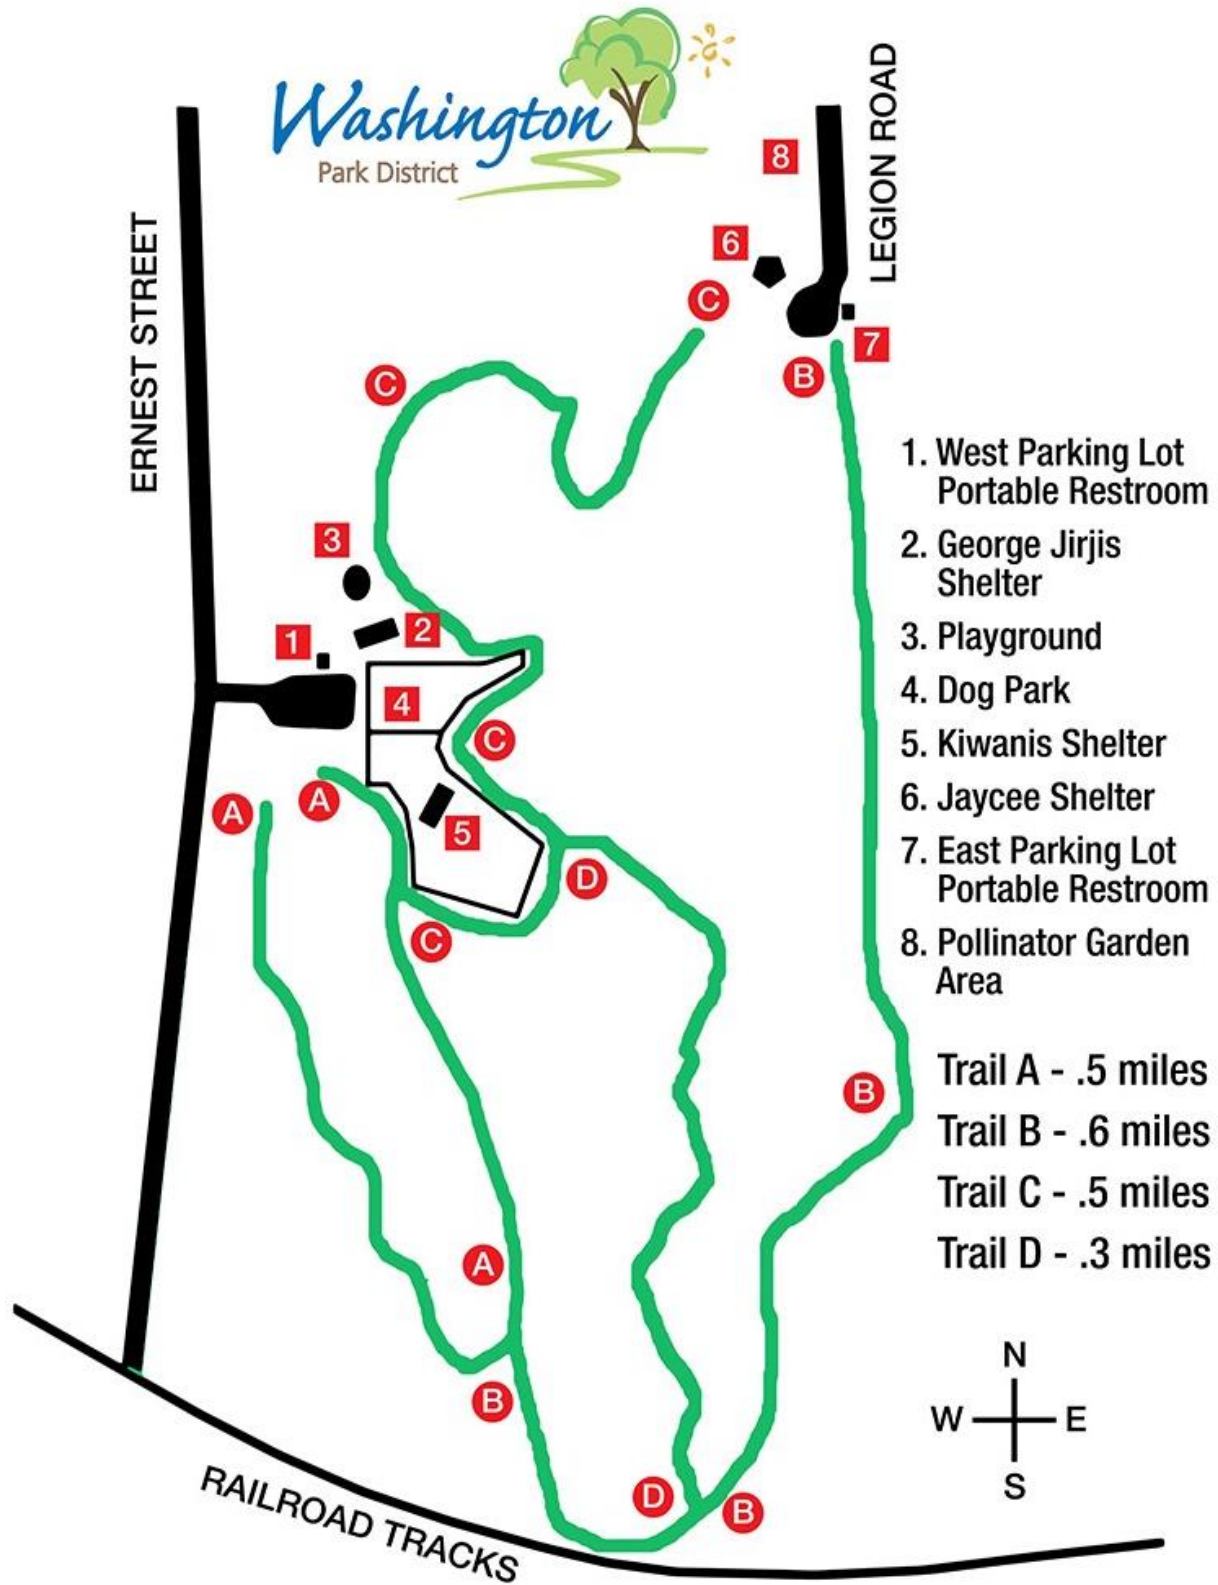 Washington
Park District
ERNEST STREET
LEGION ROAD
8
6
C
7
B
C
3
1
2
4
C
A
A
5
D
C
B
A
B
D
B
1. West Parking Lot
Portable Restroom
2. George Jirjis
Shelter
3. Playground
4. Dog Park
5. Kiwanis Shelter
6. Jaycee Shelter
7. East Parking Lot
Portable Restroom
8. Pollinator Garden
Area
Trail A - .5 miles
Trail B - .6 miles
Trail C - .5 miles
Trail D - .3 miles
N
W E
S
RAILROAD TRACKS